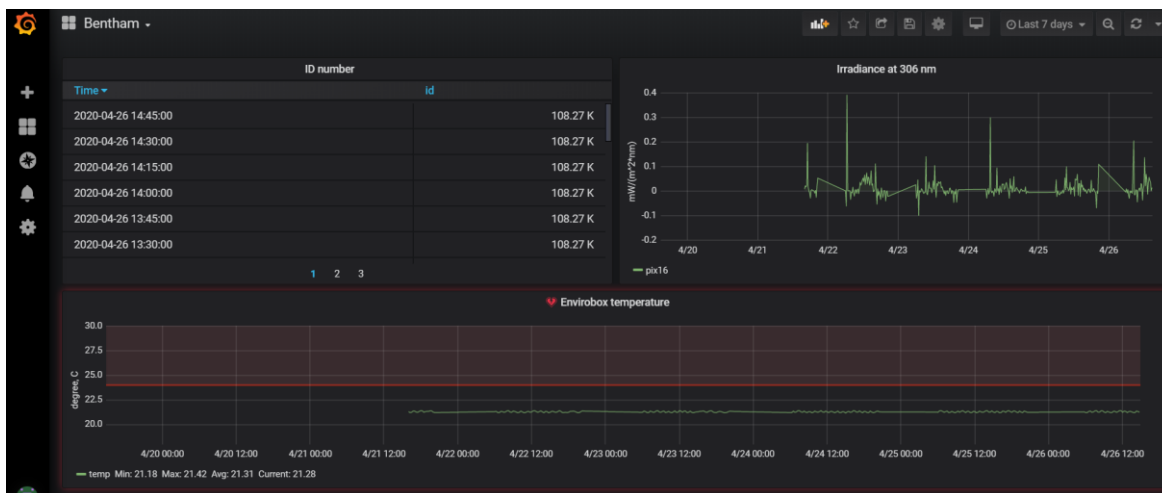 Bentham
Last 7 days
ID number
Time id
2020-04-26 14:45:00 108.27 K
2020-04-26 14:30:00 108.27 K
2020-04-26 14:15:00 108.27 K
2020-04-26 14:00:00 108.27 K
2020-04-26 13:45:00 108.27 K
2020-04-26 13:30:00 108.27 K
1 2 3
Irradiance at 306 nm
mW/(m^2*nm)
0.4
0.3
0.2
0.1
0
-0.1
-0.2
4/20 4/21 4/22 4/23 4/24 4/25 4/26
pix16
Envirobox temperature
degree, C
30.0
27.5
25.0
22.5
20.0
4/20 00:00 4/20 12:00 4/21 00:00 4/21 12:00 4/22 00:00 4/22 12:00 4/23 00:00 4/23 12:00 4/24 00:00 4/24 12:00 4/25 00:00 4/25 12:00 4/26 00:00 4/26 12:00
temp Min: 21.18 Max: 21.42 Avg: 21.31 Current: 21.28